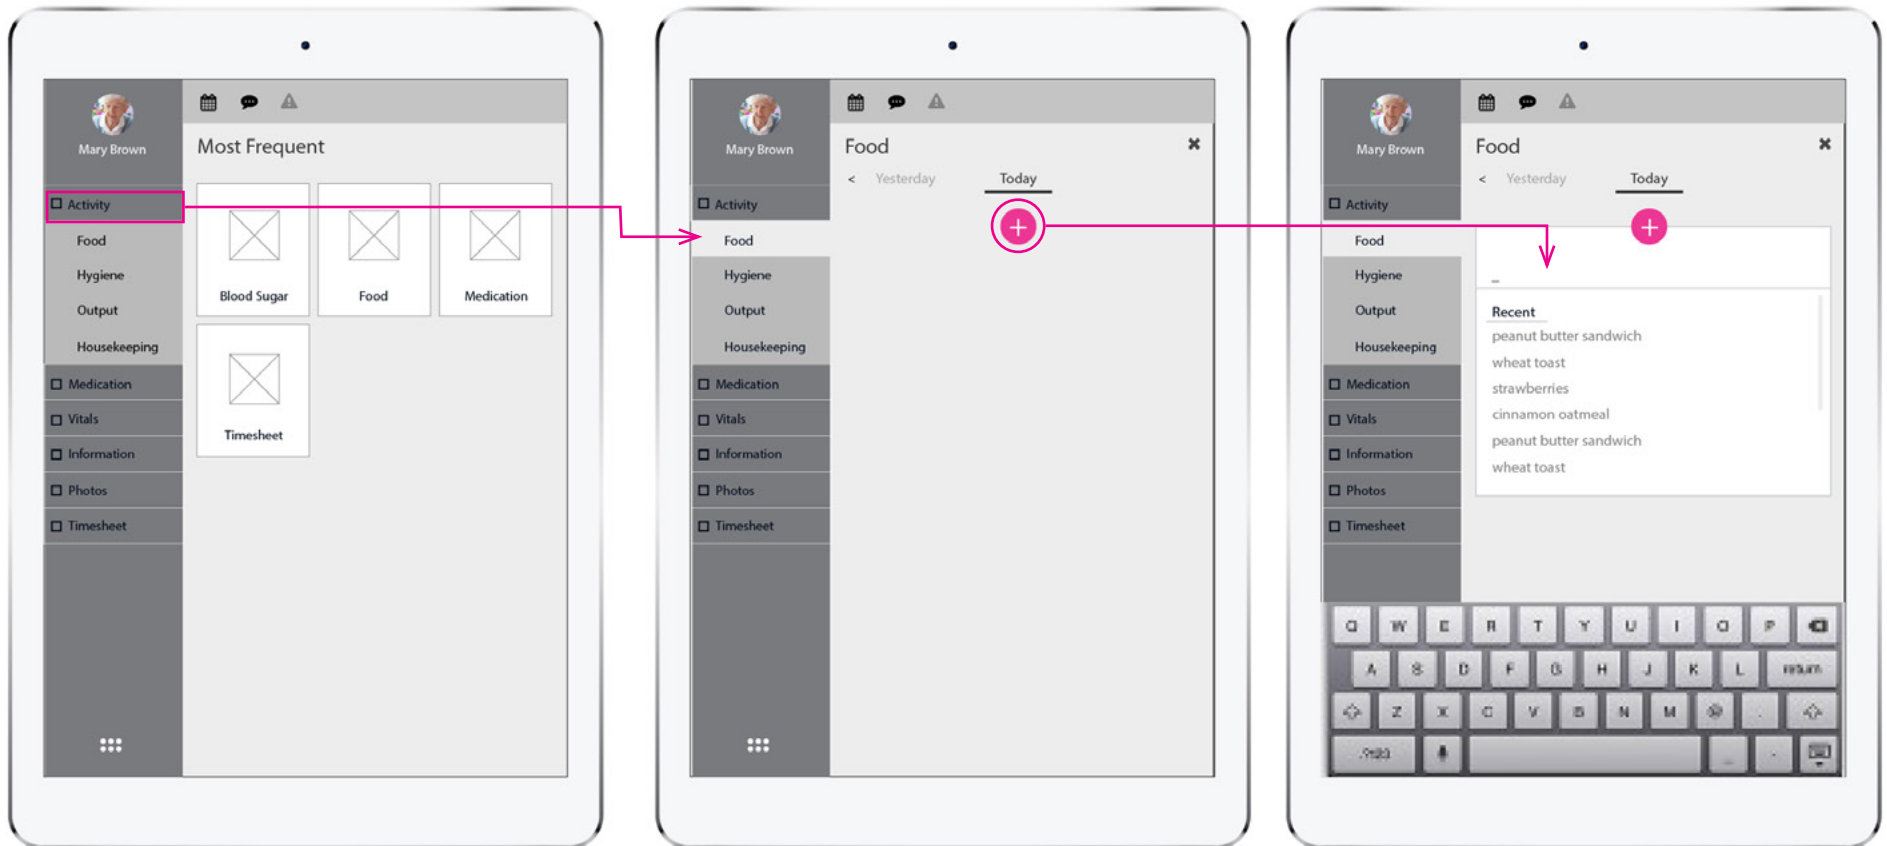 Mary Brown
Most Frequent
Activity
Food
Hygiene
Output
Housekeeping
Medication
Vitals
Information
Photos
Timesheet
Blood Sugar
Food
Medication
Timesheet
Mary Brown
Food
< Yesterday Today
Activity
Food
Hygiene
Output
Housekeeping
Medication
Vitals
Information
Photos
Timesheet
Mary Brown
Food
< Yesterday Today
Activity
Food
Hygiene
Output
Housekeeping
Medication
Vitals
Information
Photos
Timesheet
Recent
peanut butter sandwich
wheat toast
strawberries
cinnamon oatmeal
peanut butter sandwich
wheat toast
Q W E R T Y U I O P
A S D F G H J K L return
Z X C V B N M @ .